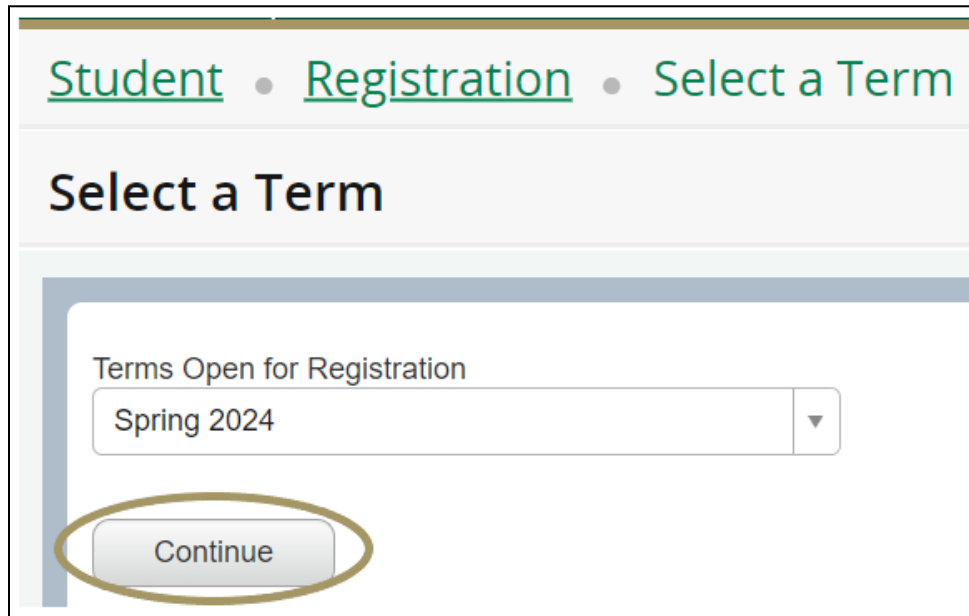 Student • Registration • Select a Term
Select a Term
Terms Open for Registration
Spring 2024
Continue